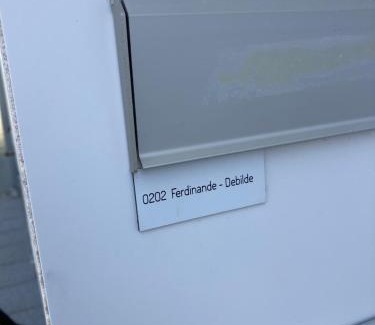 0202 Ferdinande - Debilde